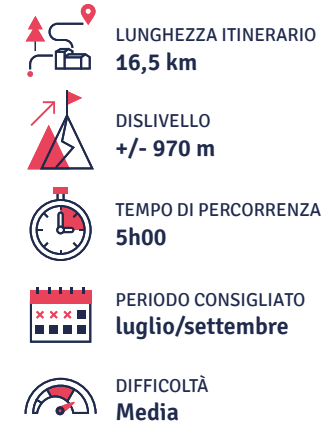 LUNGHEZZA ITINERARIO
16,5 km
DISLIVELLO
+/- 970 m
TEMPO DI PERCORRENZA
5h00
PERIODO CONSIGLIATO
luglio/settembre
DIFFICOLTÀ
Media